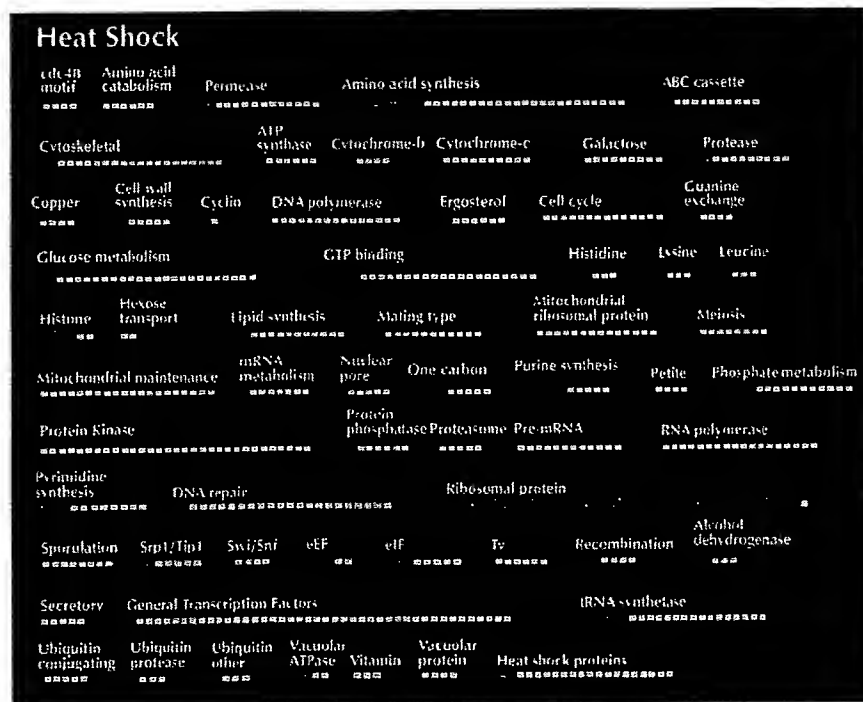 Heat Shock
cdc48 motif
Amino acid catabolism
Permease
Amino acid synthesis
ABC cassette
Cytoskeletal
ATP synthase
Cytochrome-b
Cytochrome-c
Galactose
Protease
Copper
Cell wall synthesis
Cyclin
DNA polymerase
Ergosterol
Cell cycle
Guanine exchange
Glucose metabolism
GTP binding
Histidine
Lysine
Leucine
Histone
Hexose transport
Lipid synthesis
Mating type
Mitochondrial ribosomal protein
Meiosis
Mitochondrial maintenance
mRNA metabolism
Nuclear pore
One carbon
Purine synthesis
Petite
Phosphate metabolism
Protein Kinase
Protein phosphatase
Proteasome
Pre-mRNA
RNA polymerase
Pyrimidine synthesis
DNA repair
Ribosomal protein
Sporulation
Srp1/Tip1
Swi/Snf
eEF
eIF
Ty
Recombination
Alcohol dehydrogenase
Secretory
General Transcription Factors
tRNA synthetase
Ubiquitin conjugating
Ubiquitin protease
Ubiquitin other
Vacuolar ATPase
Vitamin
Vacuolar protein
Heat shock proteins